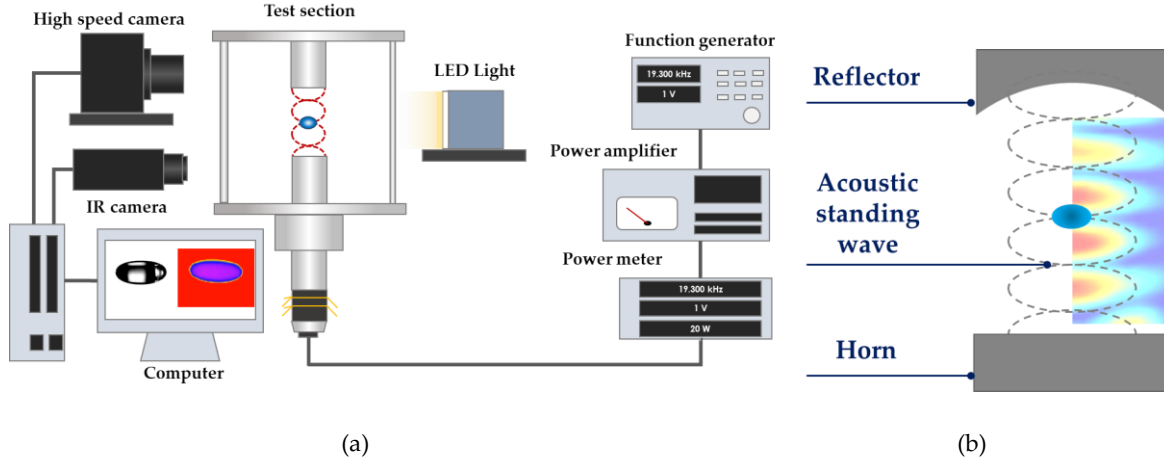 Test section
High speed camera
LED Light
IR camera
Computer
Function generator
19.300 kHz
1 V
Power amplifier
Power meter
19.300 kHz
1 V
20 W
(a)
Reflector
Acoustic
standing
wave
Horn
(b)